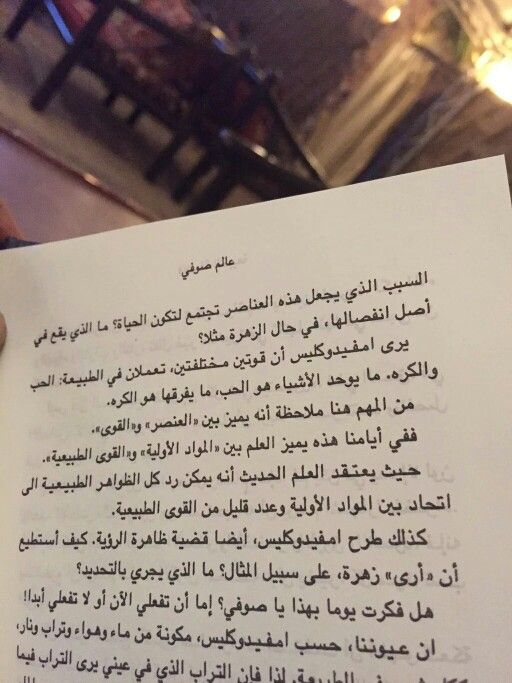 عالم صوفي
السبب الذي يجعل هذه العناصر تجتمع لتكون الحياة؟ ما الذي يقع في
أصل انفصالها، في حال الزهرة مثلا؟
يرى امفيدوكليس أن قوتين مختلفتين، تعملان في الطبيعة: الحب
والكره. ما يوحد الأشياء هو الحب، ما يفرقها هو الكره.
من المهم هنا ملاحظة أنه يميز بين «العنصر» و«القوى».
ففي أيامنا هذه يميز العلم بين «المواد الأولية» و«القوى الطبيعية».
حيث يعتقد العلم الحديث أنه يمكن رد كل الظواهر الطبيعية الى
اتحاد بين المواد الأولية وعدد قليل من القوى الطبيعية.
كذلك طرح امفيدوكليس، أيضا قضية ظاهرة الرؤية. كيف أستطيع
أن «أرى» زهرة، على سبيل المثال؟ ما الذي يجري بالتحديد؟
هل فكرت يوما بهذا يا صوفي؟ إما أن تفعلي الآن أو لا تفعلي أبدا!
ان عيوننا، حسب امفيدوكليس، مكونة من ماء وهواء وتراب ونار،
الطبيعة. لذا فان التراب الذي في عيني يرى التراب فيما